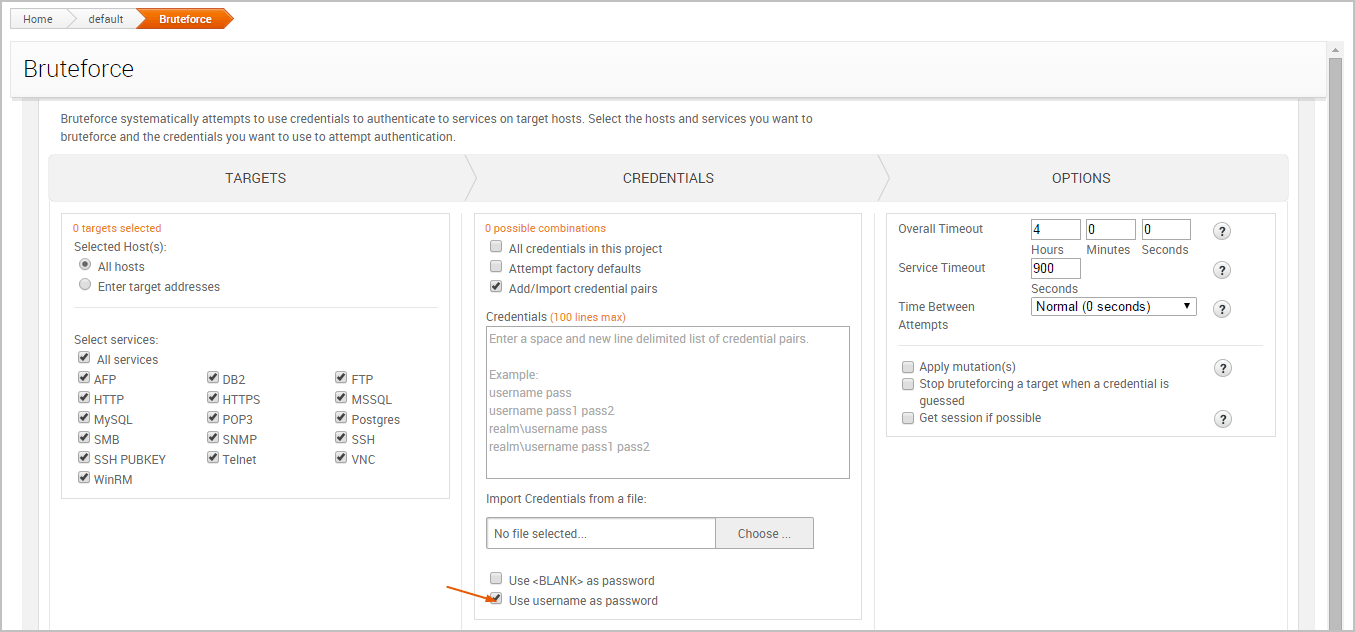 Home default Bruteforce
Bruteforce
Bruteforce systematically attempts to use credentials to authenticate to services on target hosts. Select the hosts and services you want to
bruteforce and the credentials you want to use to attempt authentication.
TARGETS
CREDENTIALS
OPTIONS
0 targets selected
Selected Host(s):
All hosts
Enter target addresses
Select services:
All services
AFP DB2 FTP
HTTP HTTPS MSSQL
MySQL POP3 Postgres
SMB SNMP SSH
SSH PUBKEY Telnet VNC
WinRM
0 possible combinations
All credentials in this project
Attempt factory defaults
Add/Import credential pairs
Credentials (100 lines max)
Enter a space and new line delimited list of credential pairs.
Example:
username pass
username pass1 pass2
realm\username pass
realm\username pass1 pass2
Import Credentials from a file:
No file selected... Choose ...
Use <BLANK> as password
Use username as password
Overall Timeout 4 0 0 ?
Hours Minutes Seconds
Service Timeout 900 ?
Seconds
Time Between Normal (0 seconds) ?
Attempts
Apply mutation(s) ?
Stop bruteforcing a target when a credential is
guessed
Get session if possible ?